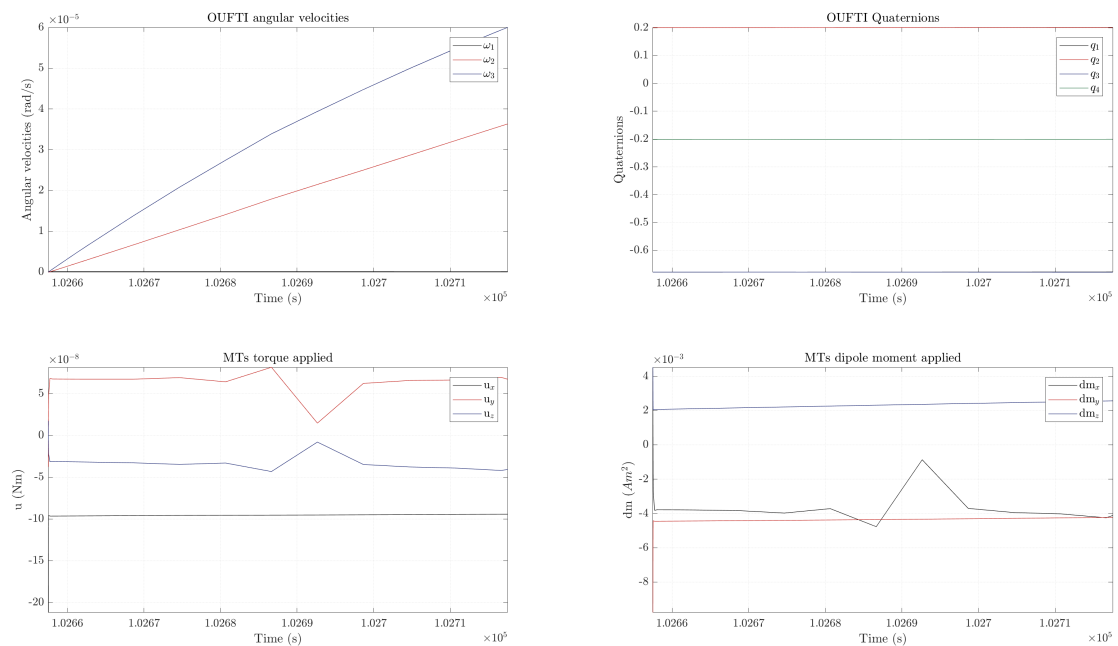 OUFTI angular velocities
×10⁻⁵
6
5
4
3
2
1
0
Angular velocities (rad/s)
ω₁
ω₂
ω₃
1.0266 1.0267 1.0268 1.0269 1.027 1.0271
×10⁵
Time (s)
OUFTI Quaternions
0.2
0.1
0
-0.1
-0.2
-0.3
-0.4
-0.5
-0.6
Quaternions
q₁
q₂
q₃
q₄
1.0266 1.0267 1.0268 1.0269 1.027 1.0271
×10⁵
Time (s)
MTs torque applied
×10⁻⁸
5
0
-5
-10
-15
-20
u (Nm)
uₓ
u_y
u_z
1.0266 1.0267 1.0268 1.0269 1.027 1.0271
×10⁵
Time (s)
MTs dipole moment applied
×10⁻³
4
2
0
-2
-4
-6
-8
dm (Am²)
dmₓ
dm_y
dm_z
1.0266 1.0267 1.0268 1.0269 1.027 1.0271
×10⁵
Time (s)